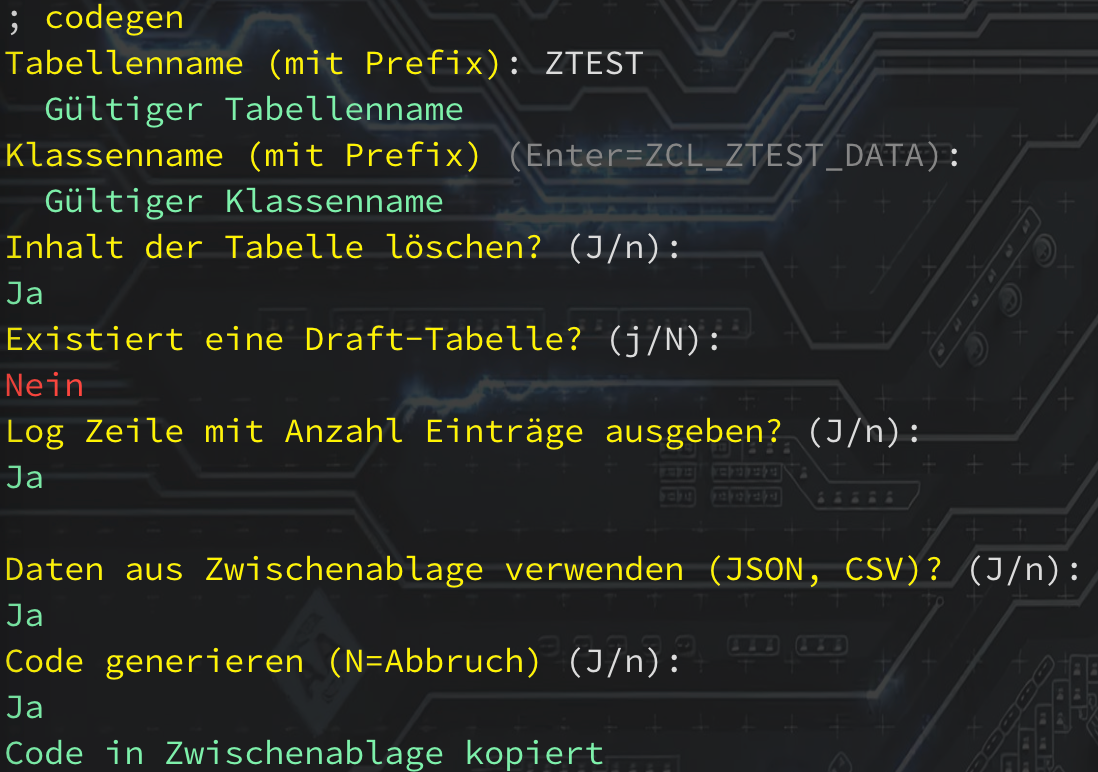 ; codegen
Tabellenname (mit Prefix): ZTEST
Gültiger Tabellenname
Klassenname (mit Prefix) (Enter=ZCL_ZTEST_DATA):
Gültiger Klassenname
Inhalt der Tabelle löschen? (J/n):
Ja
Existiert eine Draft-Tabelle? (j/N):
Nein
Log Zeile mit Anzahl Einträge ausgeben? (J/n):
Ja
Daten aus Zwischenablage verwenden (JSON, CSV)? (J/n):
Ja
Code generieren (N=Abbruch) (J/n):
Ja
Code in Zwischenablage kopiert